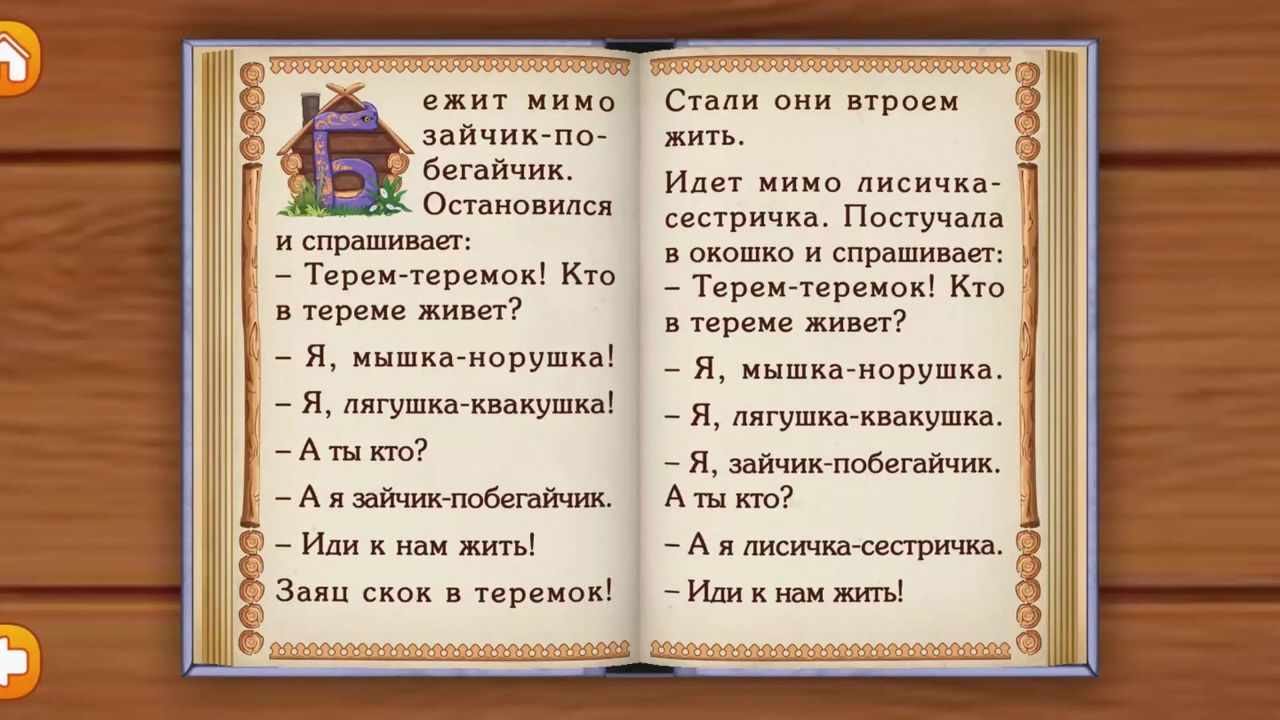 Бежит мимо
зайчик-по-
бегайчик.
Остановился
и спрашивает:
– Терем-теремок! Кто
в тереме живет?
– Я, мышка-норушка!
– Я, лягушка-квакушка!
– А ты кто?
– А я зайчик-побегайчик.
– Иди к нам жить!
Заяц скок в теремок!
Стали они втроем
жить.
Идет мимо лисичка-
сестричка. Постучала
в окошко и спрашивает:
– Терем-теремок! Кто
в тереме живет?
– Я, мышка-норушка.
– Я, лягушка-квакушка.
– Я, зайчик-побегайчик.
А ты кто?
– А я лисичка-сестричка.
– Иди к нам жить!